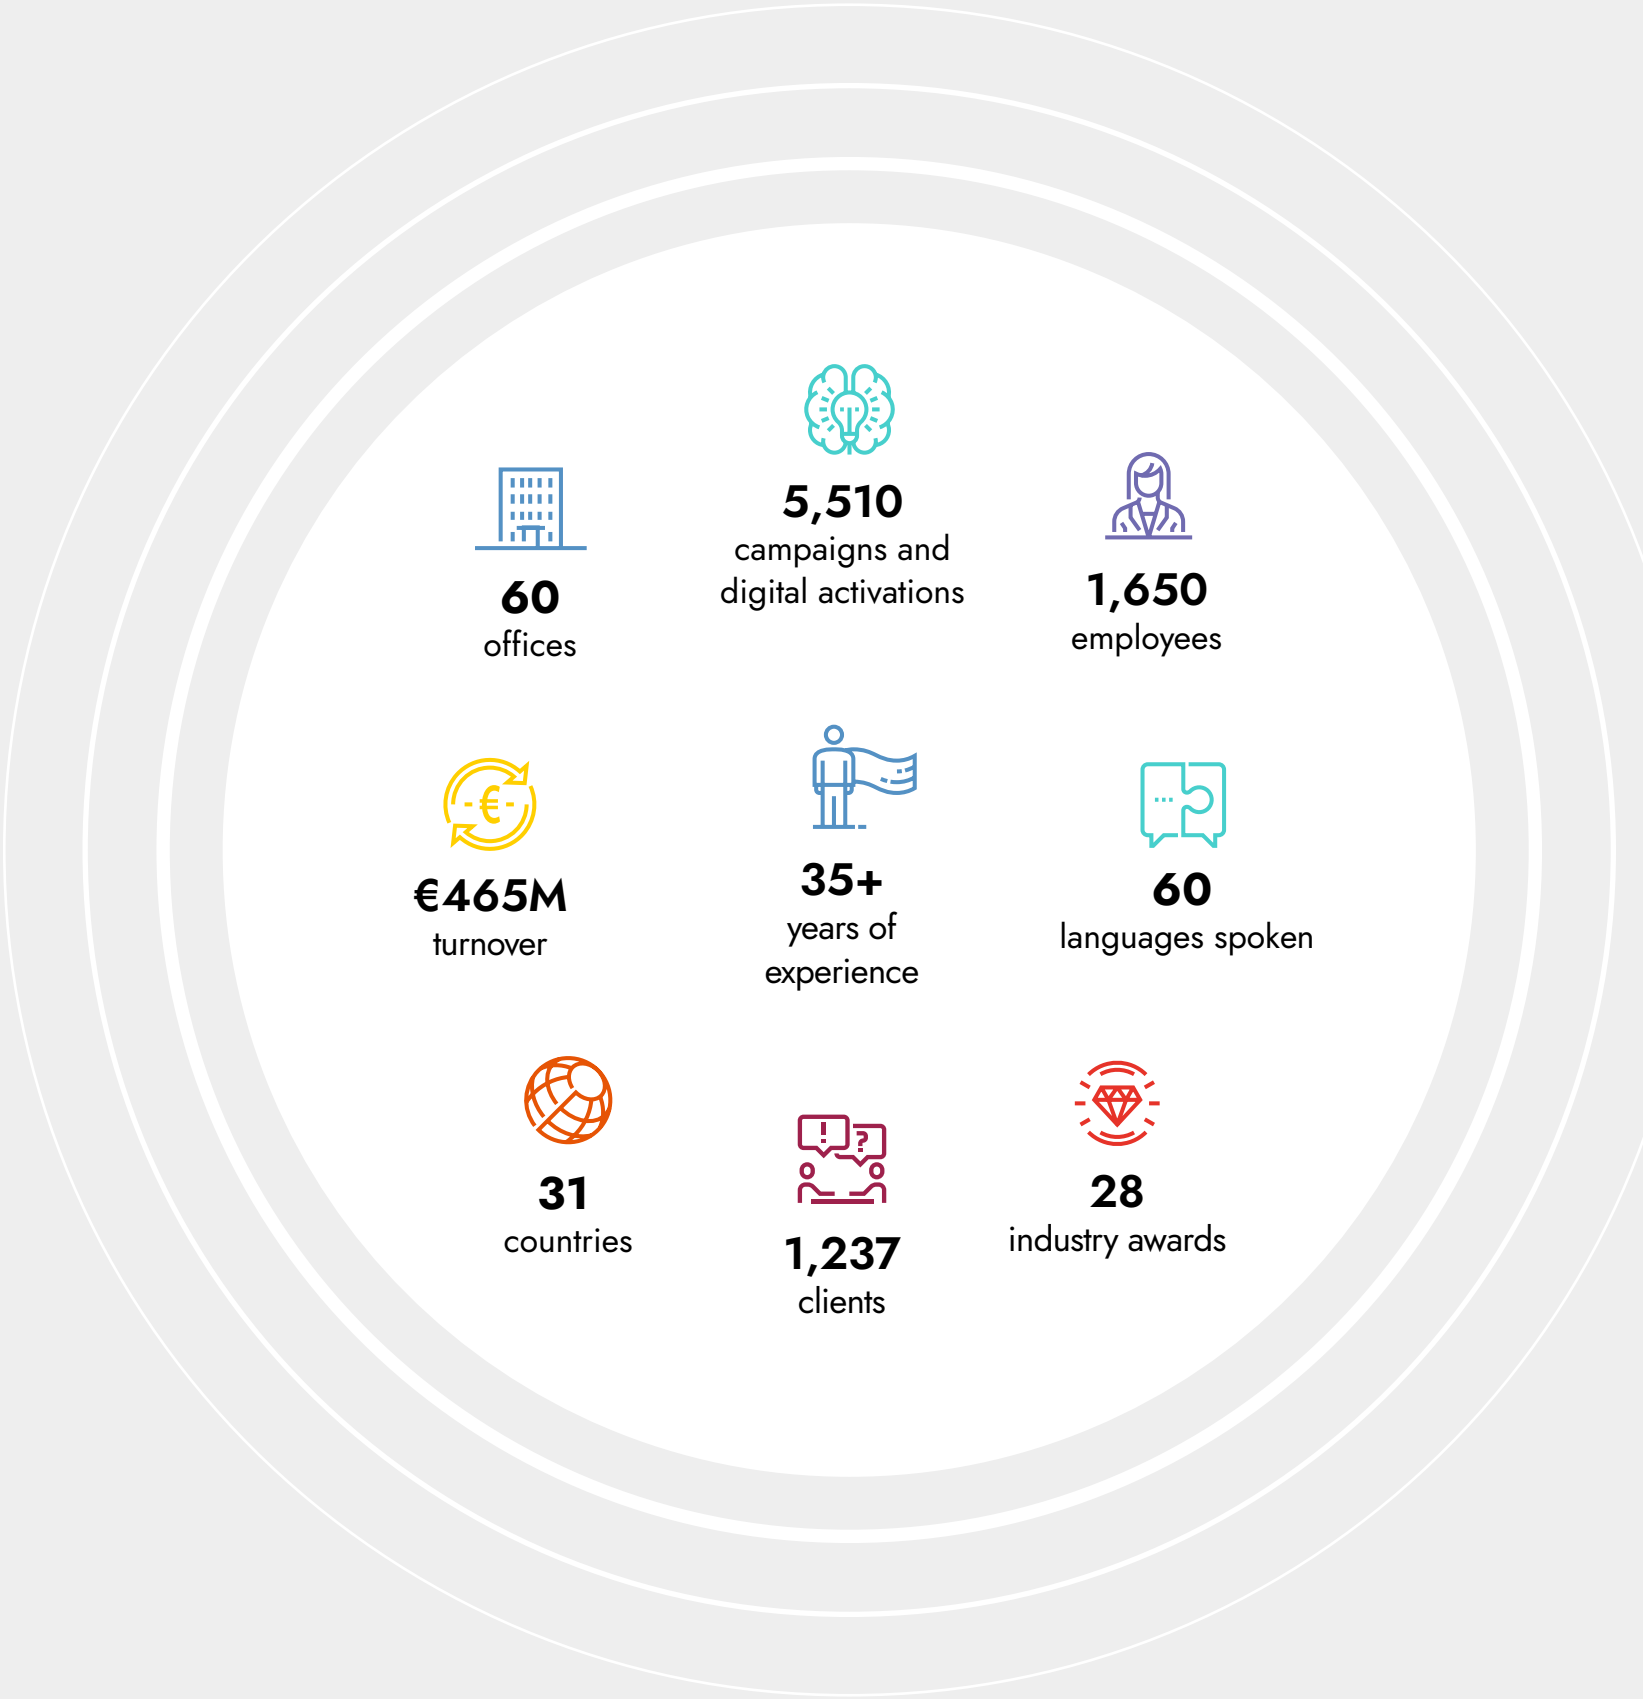 60
offices
5,510
campaigns and
digital activations
1,650
employees
€465M
turnover
35+
years of
experience
60
languages spoken
31
countries
1,237
clients
28
industry awards